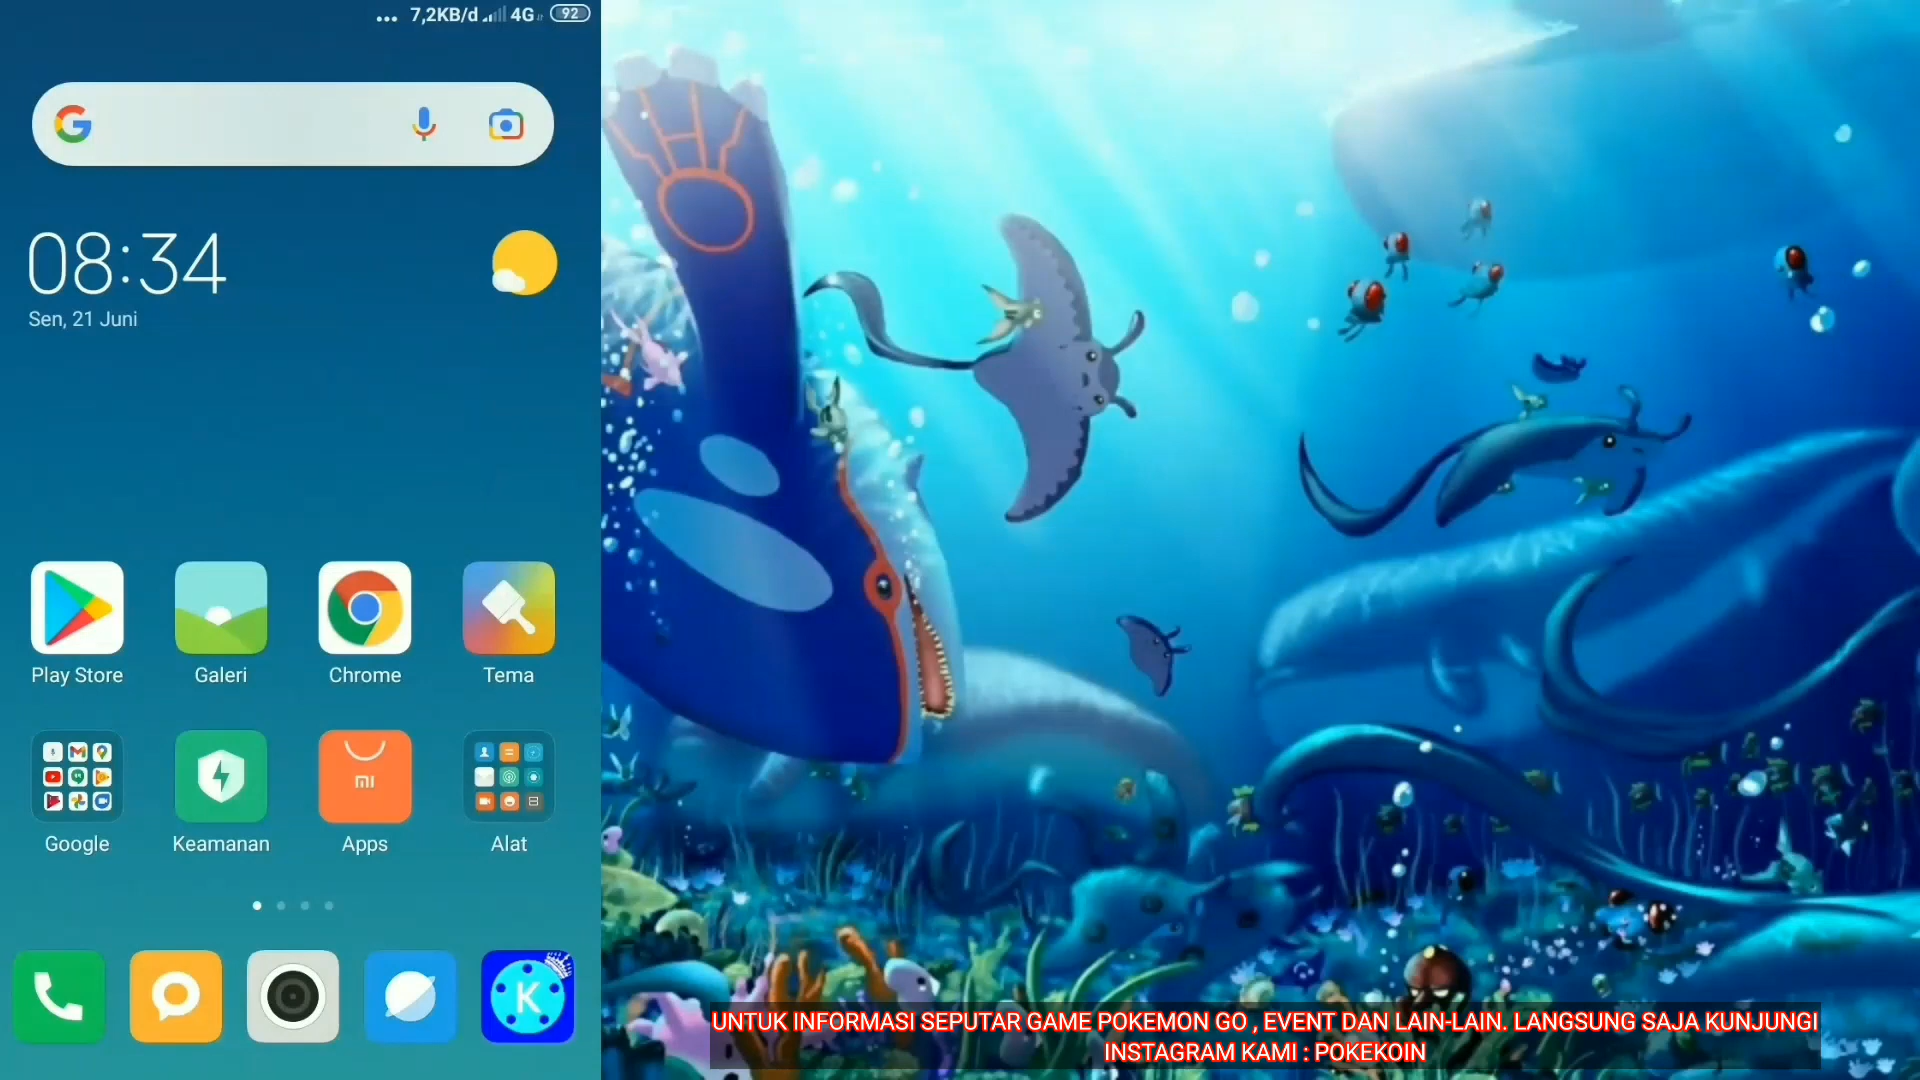 ... 7,2KB/d 4G 92
08:34
Sen, 21 Juni
Play Store Galeri Chrome Tema
mi
Google Keamanan Apps Alat
K
UNTUK INFORMASI SEPUTAR GAME POKEMON GO , EVENT DAN LAIN-LAIN. LANGSUNG SAJA KUNJUNGI
INSTAGRAM KAMI : POKEKOIN